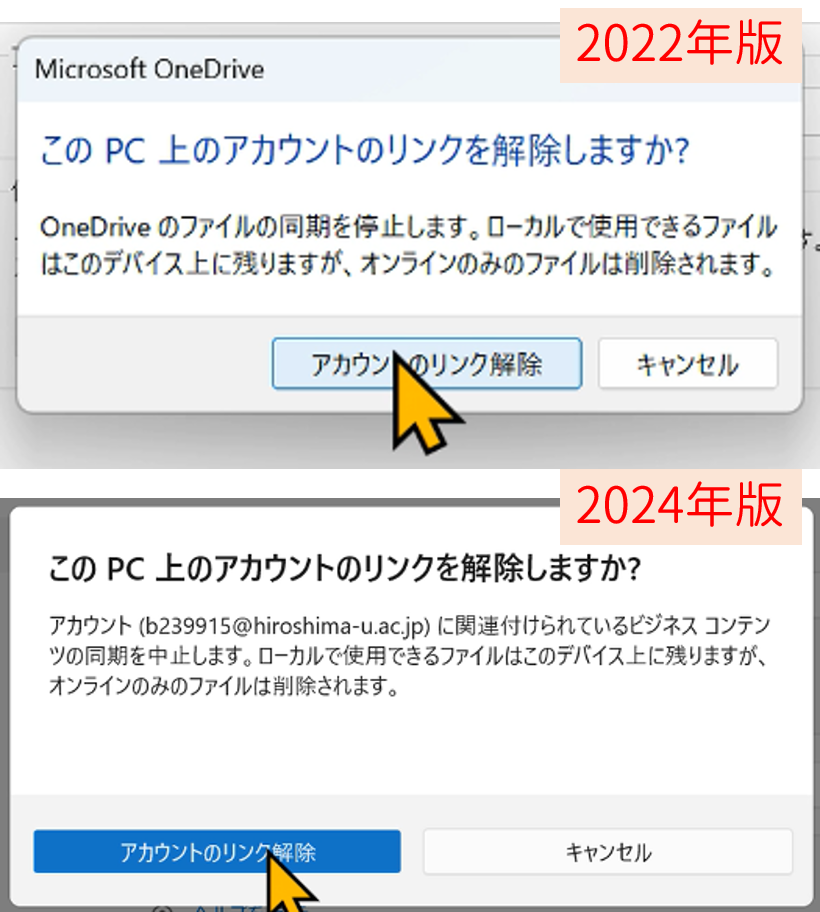 2022年版
Microsoft OneDrive
この PC 上のアカウントのリンクを解除しますか?
OneDrive のファイルの同期を停止します。ローカルで使用できるファイル
はこのデバイス上に残りますが、オンラインのみのファイルは削除されます。
アカウントのリンク解除
キャンセル
2024年版
この PC 上のアカウントのリンクを解除しますか?
アカウント (b239915@hiroshima-u.ac.jp) に関連付けられているビジネス コンテン
ツの同期を中止します。ローカルで使用できるファイルはこのデバイス上に残りますが、
オンラインのみのファイルは削除されます。
アカウントのリンク解除
キャンセル